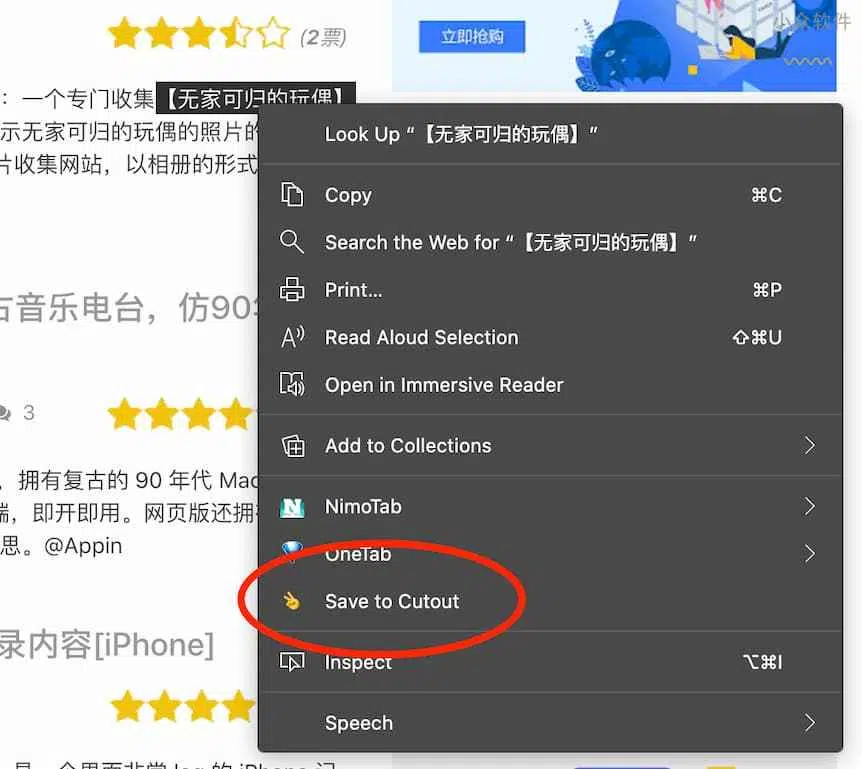 (2票)
立即抢购
小众软件
：一个专门收集【无家可归的玩偶】
示无家可归的玩偶的照片的
片收集网站，以相册的形式
Look Up “【无家可归的玩偶】”
Copy ⌘C
Search the Web for “【无家可归的玩偶】”
Print... ⌘P
古音乐电台，仿90年
Read Aloud Selection ⇧⌘U
Open in Immersive Reader
3
Add to Collections
，拥有复古的 90 年代 Mac
NimoTab
端，即开即用。网页版还拥有
思。@Appin
OneTab
Save to Cutout
录内容[iPhone]
Inspect ⌥⌘I
Speech